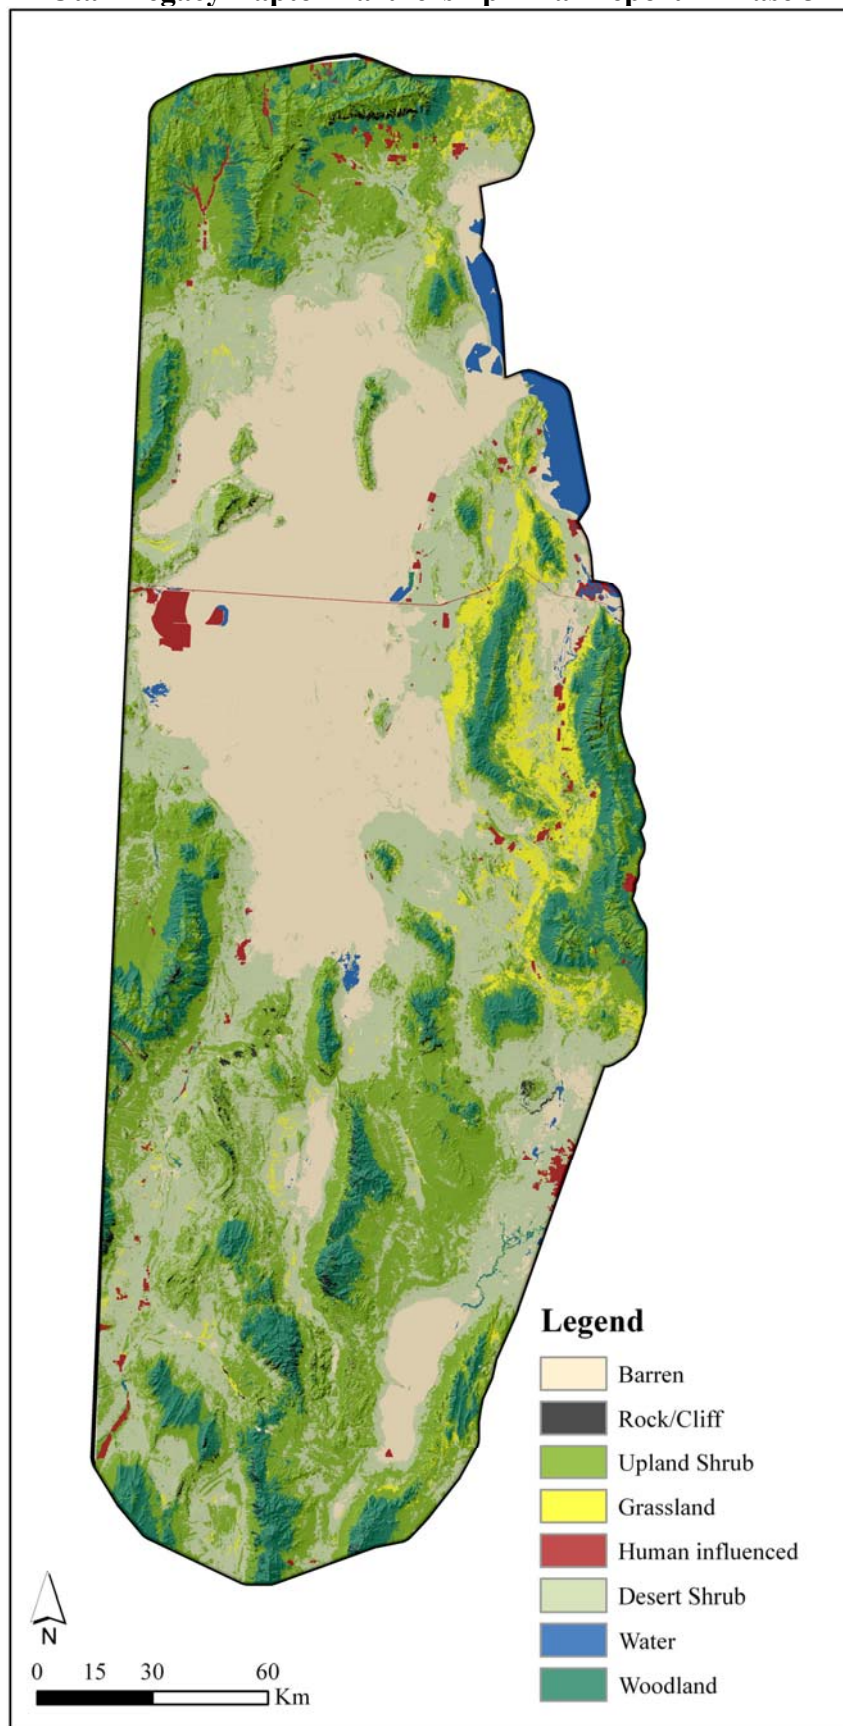 Legend
Barren
Rock/Cliff
Upland Shrub
Grassland
Human influenced
Desert Shrub
Water
Woodland
N
0 15 30 60
Km